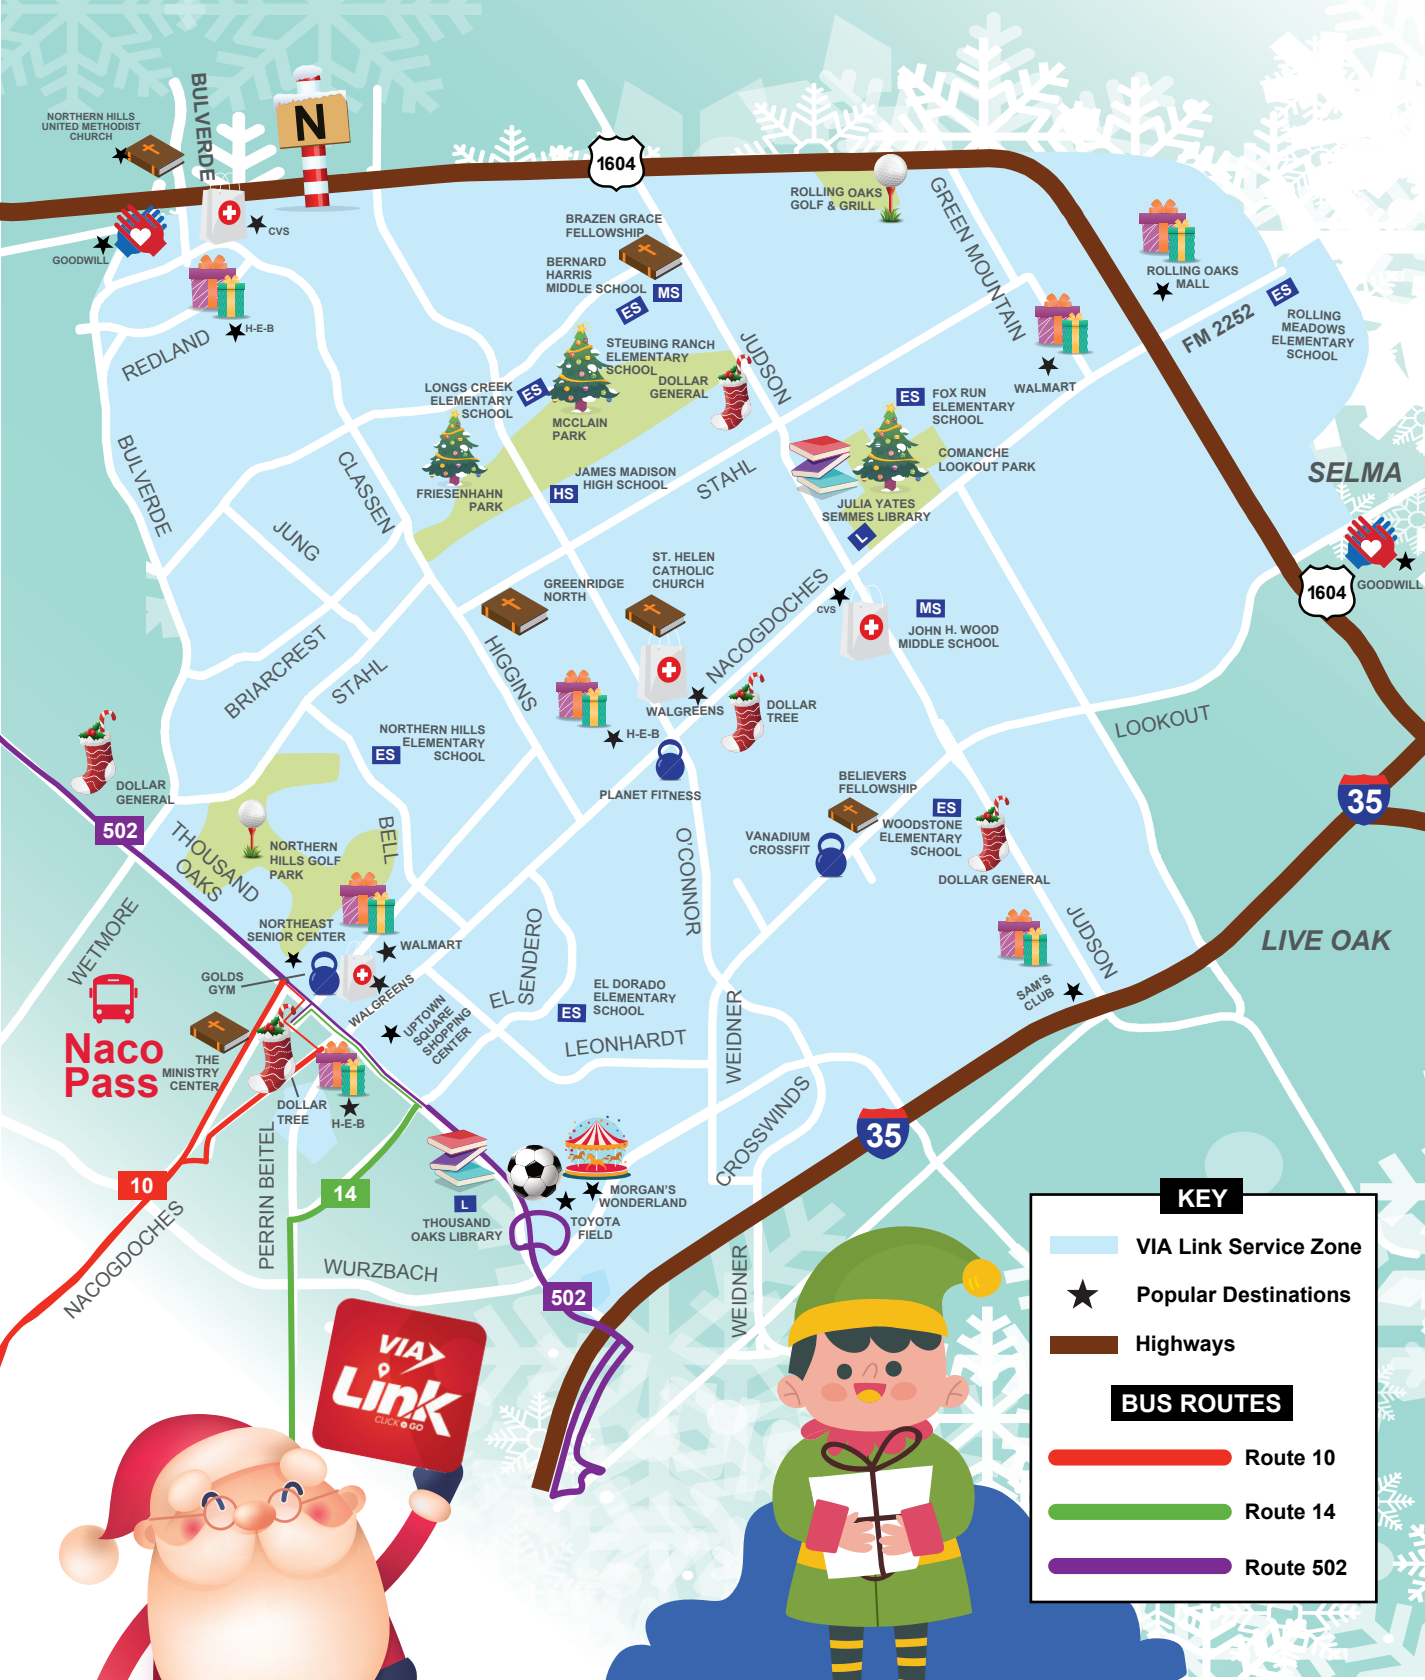 NORTHERN HILLS
UNITED METHODIST
CHURCH
BULVERDE
N
1604
ROLLING OAKS
GOLF & GRILL
GREEN MOUNTAIN
BRAZEN GRACE
FELLOWSHIP
CVS
GOODWILL
BERNARD
HARRIS
MIDDLE SCHOOL
MS
ES
ROLLING OAKS
MALL
ES
FM 2252
ROLLING
MEADOWS
ELEMENTARY
SCHOOL
H-E-B
REDLAND
STEUBING RANCH
ELEMENTARY
SCHOOL
JUDSON
DOLLAR
GENERAL
WALMART
LONGS CREEK
ELEMENTARY
SCHOOL
ES
MCCLAIN
PARK
ES
FOX RUN
ELEMENTARY
SCHOOL
COMANCHE
LOOKOUT PARK
BULVERDE
CLASSEN
FRIESENHAHN
PARK
JAMES MADISON
HIGH SCHOOL
HS
STAHL
JULIA YATES
SEMMES LIBRARY
L
SELMA
JUNG
GOODWILL
1604
ST. HELEN
CATHOLIC
CHURCH
GREENRIDGE
NORTH
NACOGDOCHES
CVS
MS
JOHN H. WOOD
MIDDLE SCHOOL
BRIARCREST
STAHL
HIGGINS
WALGREENS
DOLLAR
TREE
LOOKOUT
NORTHERN HILLS
ELEMENTARY
SCHOOL
ES
H-E-B
PLANET FITNESS
DOLLAR
GENERAL
502
BELIEVERS
FELLOWSHIP
35
ES
WOODSTONE
ELEMENTARY
SCHOOL
VANADIUM
CROSSFIT
DOLLAR GENERAL
THOUSAND
OAKS
NORTHERN
HILLS GOLF
PARK
BELL
O'CONNOR
WETMORE
NORTHEAST
SENIOR CENTER
WALMART
EL SENDERO
JUDSON
LIVE OAK
GOLDS
GYM
WALGREENS
SAM'S
CLUB
UPTOWN
SQUARE
SHOPPING
CENTER
ES
EL DORADO
ELEMENTARY
SCHOOL
LEONHARDT
WEIDNER
Naco
Pass
THE
MINISTRY
CENTER
DOLLAR
TREE
H-E-B
CROSSWINDS
35
PERRIN BEITEL
10
14
L
THOUSAND
OAKS LIBRARY
MORGAN'S
WONDERLAND
TOYOTA
FIELD
NACOGDOCHES
WURZBACH
502
WEIDNER
VIA
Link
CLICK GO
KEY
VIA Link Service Zone
Popular Destinations
Highways
BUS ROUTES
Route 10
Route 14
Route 502